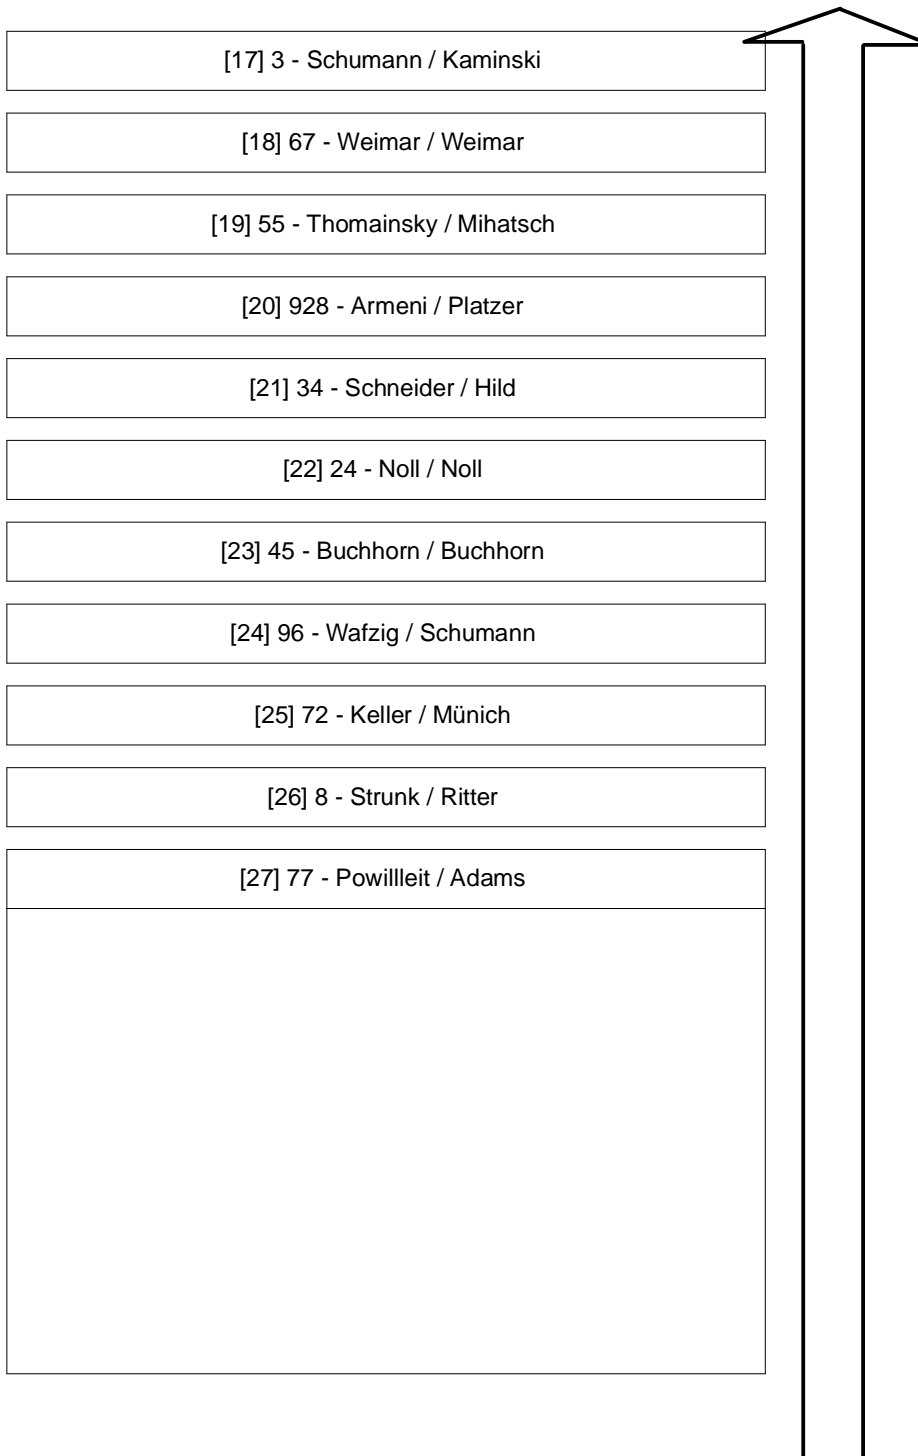 [17] 3 - Schumann / Kaminski
[18] 67 - Weimar / Weimar
[19] 55 - Thomainsky / Mihatsch
[20] 928 - Armeni / Platzer
[21] 34 - Schneider / Hild
[22] 24 - Noll / Noll
[23] 45 - Buchhorn / Buchhorn
[24] 96 - Wafzig / Schumann
[25] 72 - Keller / Münich
[26] 8 - Strunk / Ritter
[27] 77 - Powillleit / Adams